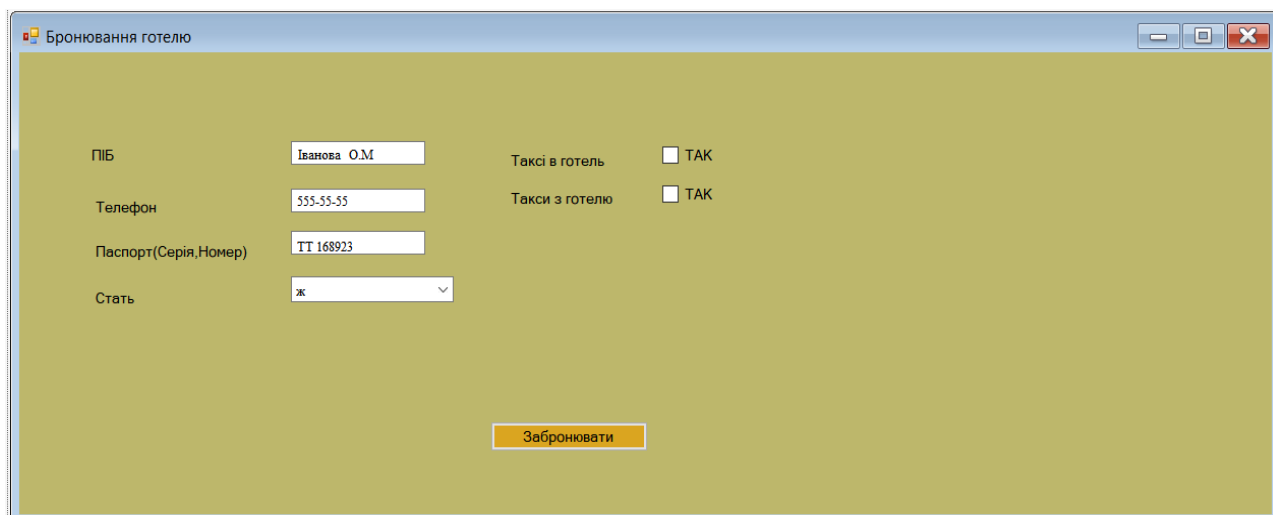 Бронювання готелю
ПІБ Іванова О.М Таксі в готель ТАК
Телефон 555-55-55 Такси з готелю ТАК
Паспорт(Серія,Номер) ТТ 168923
Стать ж
Забронювати